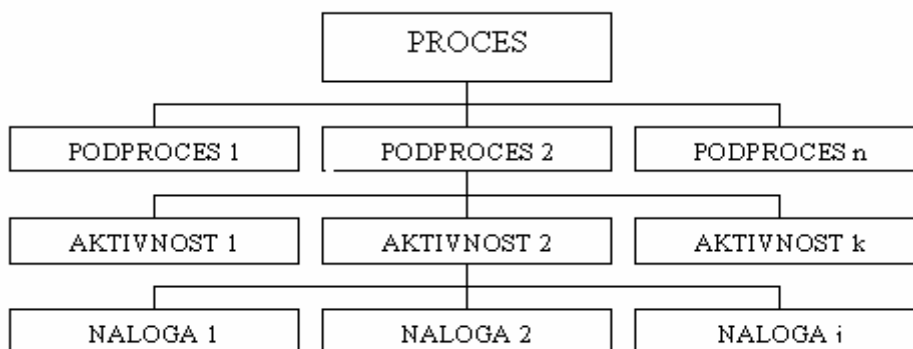 PROCES
PODPROCES 1
PODPROCES 2
PODPROCES n
AKTIVNOST 1
AKTIVNOST 2
AKTIVNOST k
NALOGA 1
NALOGA 2
NALOGA i